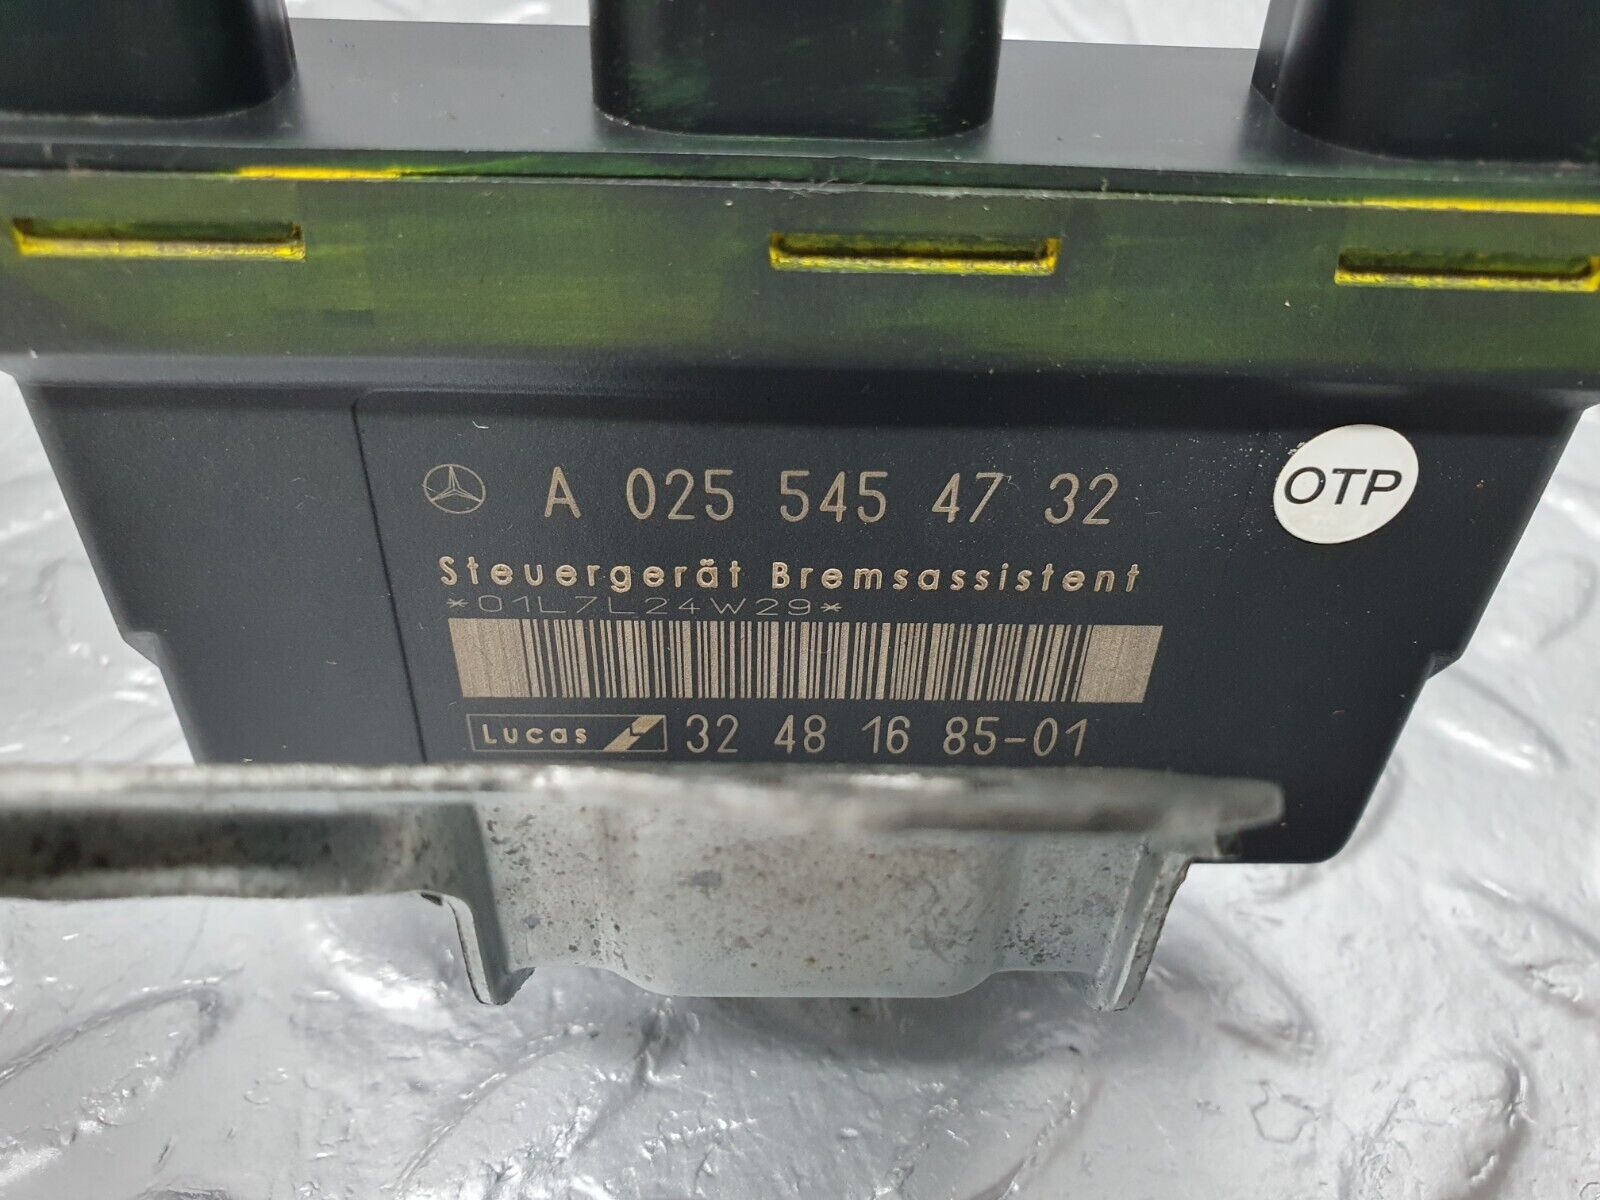 A 025 545 47 32
OTP
Steuergerät Bremsassistent
*01L7L24W29*
Lucas 32 48 16 85-01